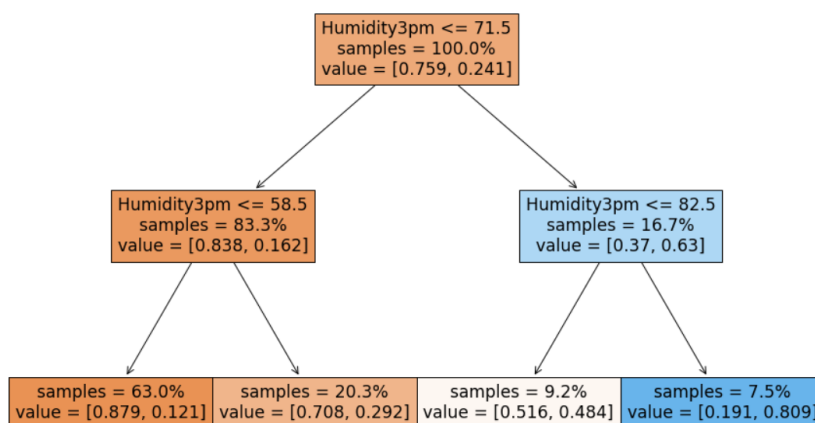 Humidity3pm <= 71.5
samples = 100.0%
value = [0.759, 0.241]
Humidity3pm <= 58.5
samples = 83.3%
value = [0.838, 0.162]
Humidity3pm <= 82.5
samples = 16.7%
value = [0.37, 0.63]
samples = 63.0%
value = [0.879, 0.121]
samples = 20.3%
value = [0.708, 0.292]
samples = 9.2%
value = [0.516, 0.484]
samples = 7.5%
value = [0.191, 0.809]